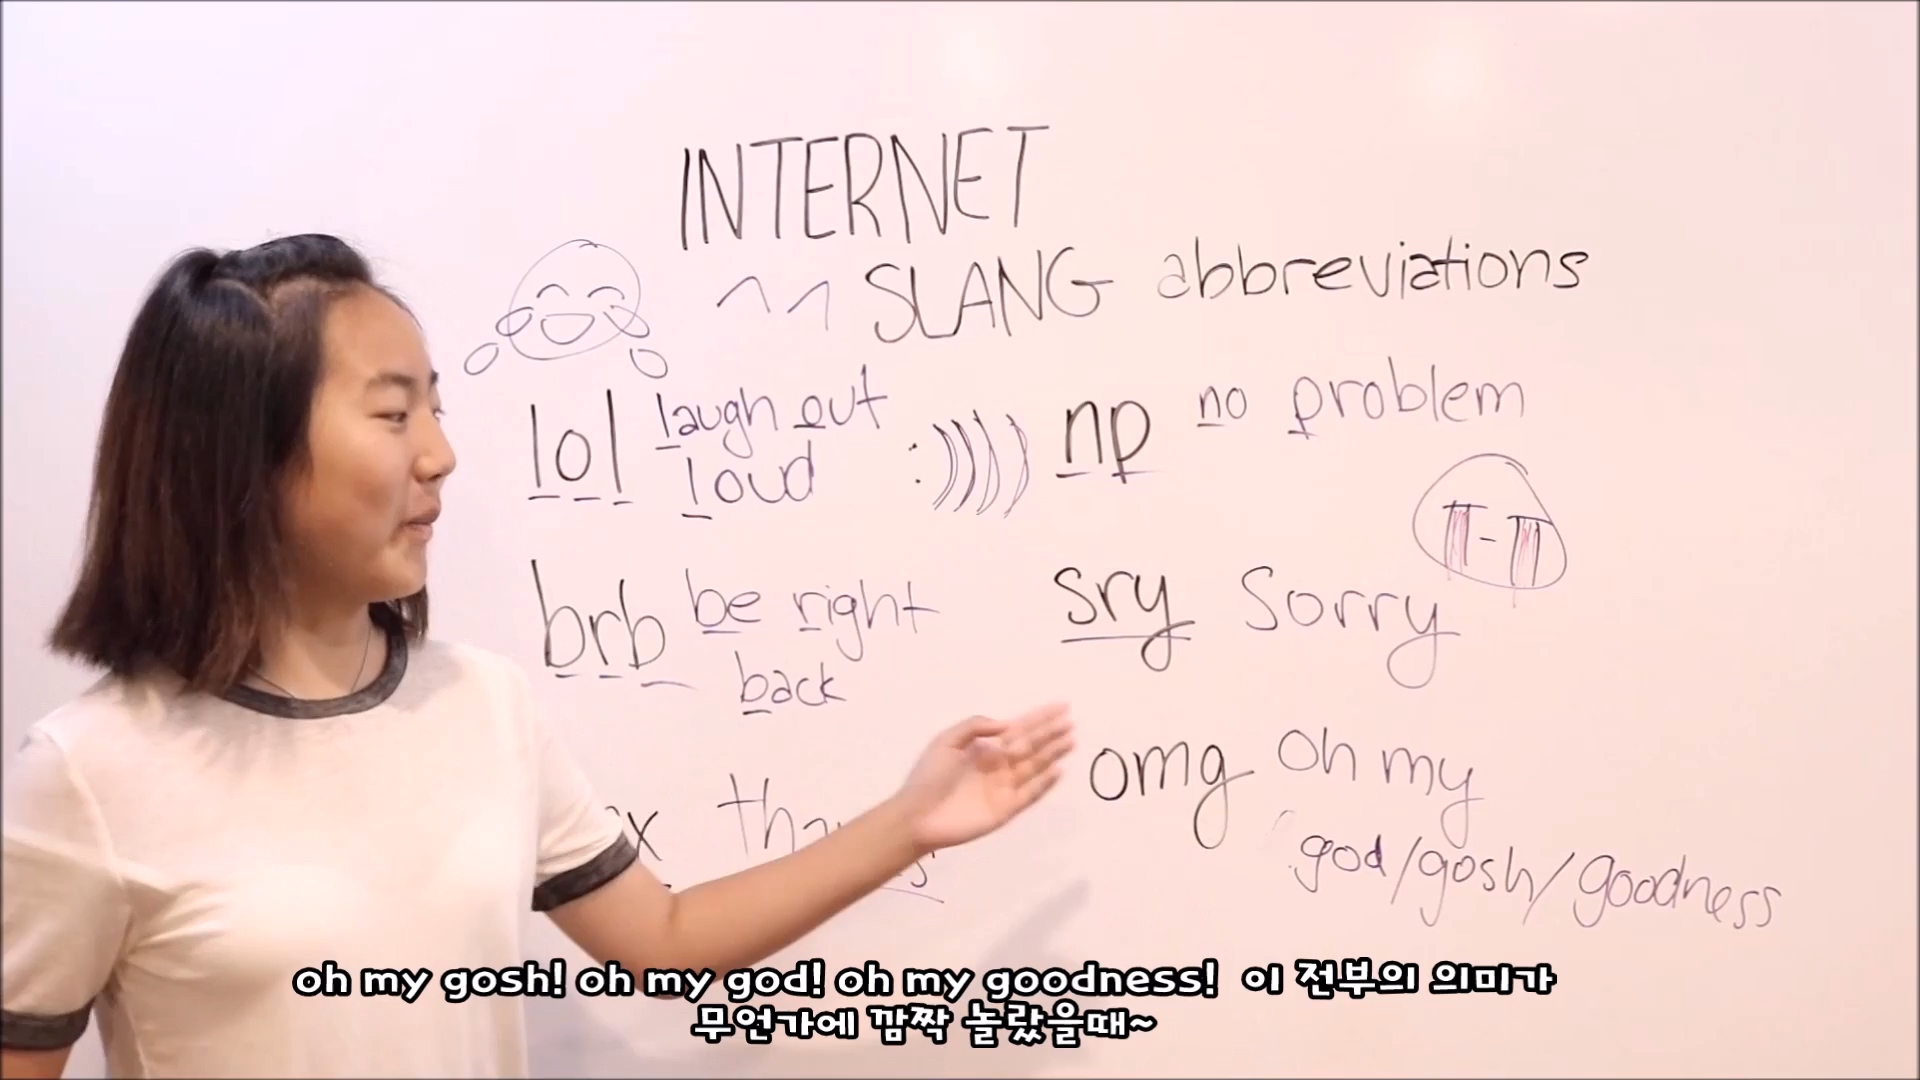 INTERNET
^^ SLANG abbreviations
lol laugh out
loud
:))))
np no problem
brb be right
back
sry sorry
ㅠ-ㅠ
omg oh my
god/gosh/goodness
oh my gosh! oh my god! oh my goodness! 이 전부의 의미가
무언가에 깜짝 놀랐을때~